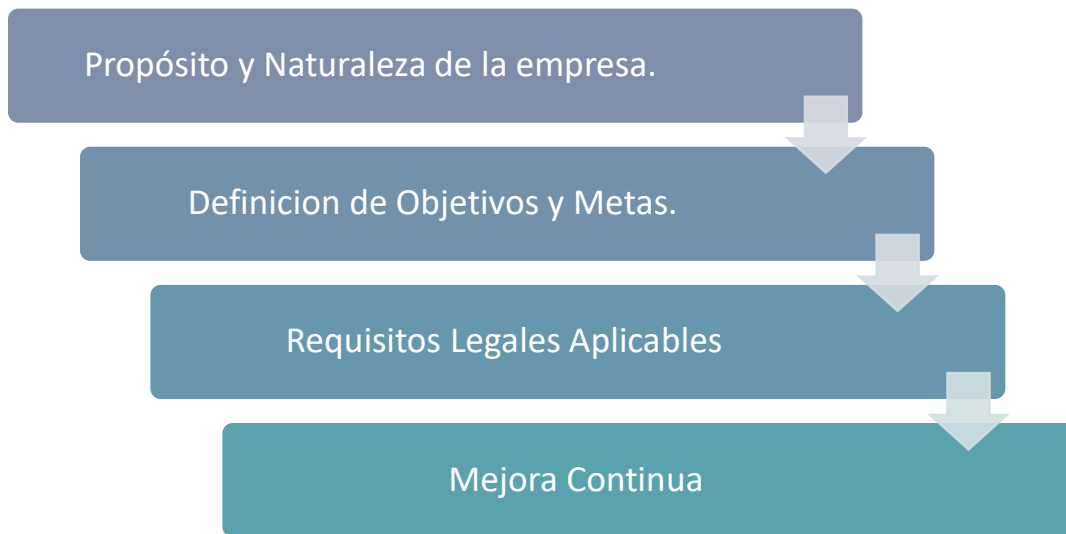 Propósito y Naturaleza de la empresa.
Definicion de Objetivos y Metas.
Requisitos Legales Aplicables
Mejora Continua